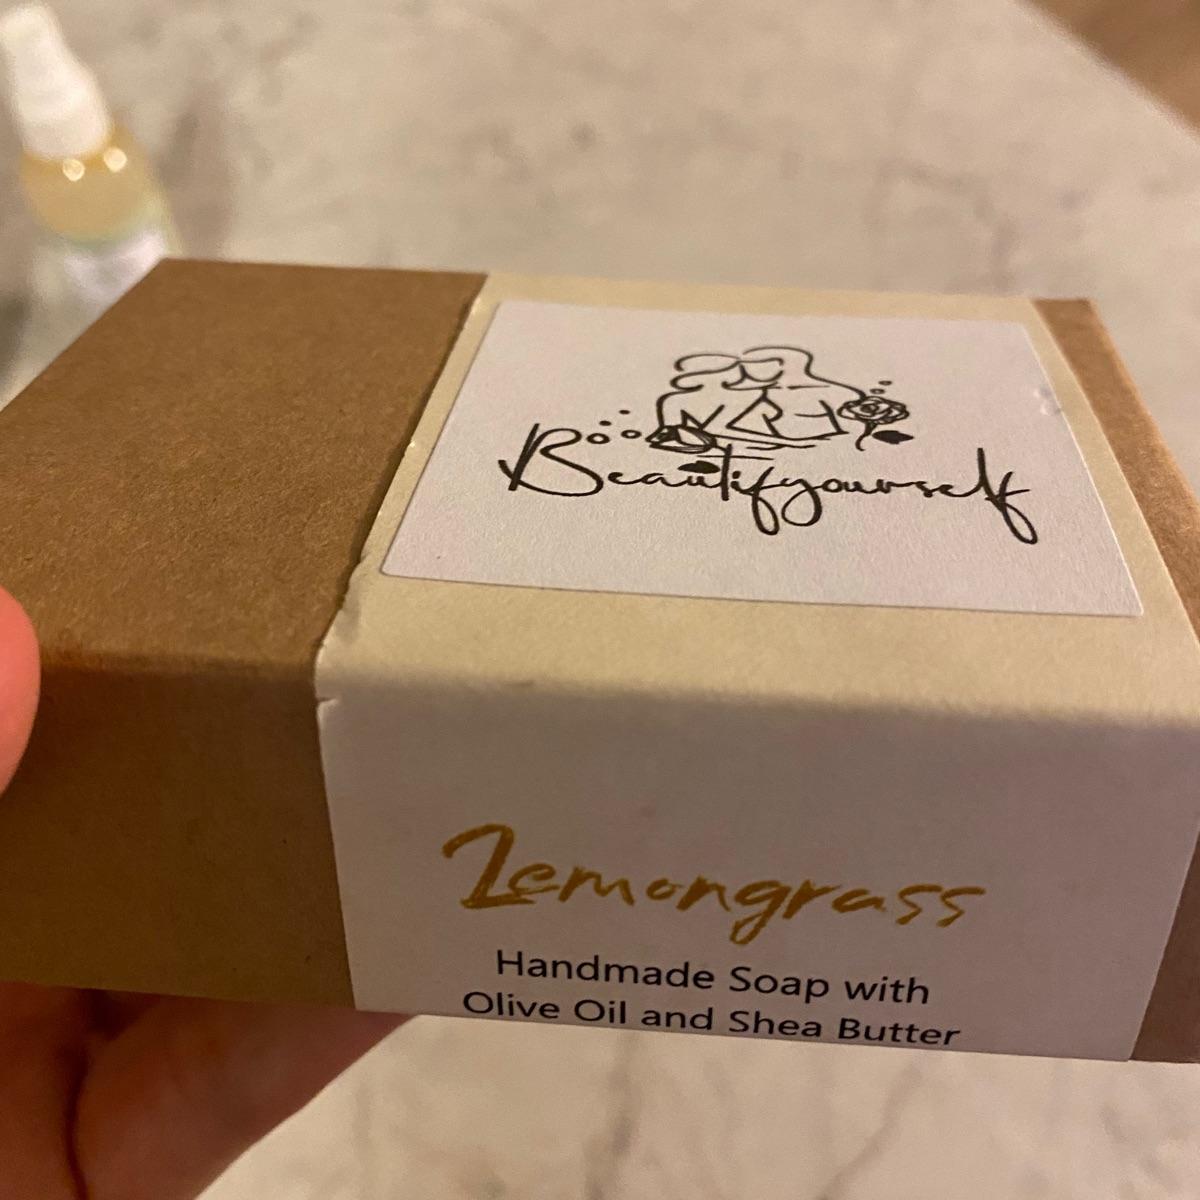 Beautifyourself
Lemongrass
Handmade Soap with
Olive Oil and Shea Butter